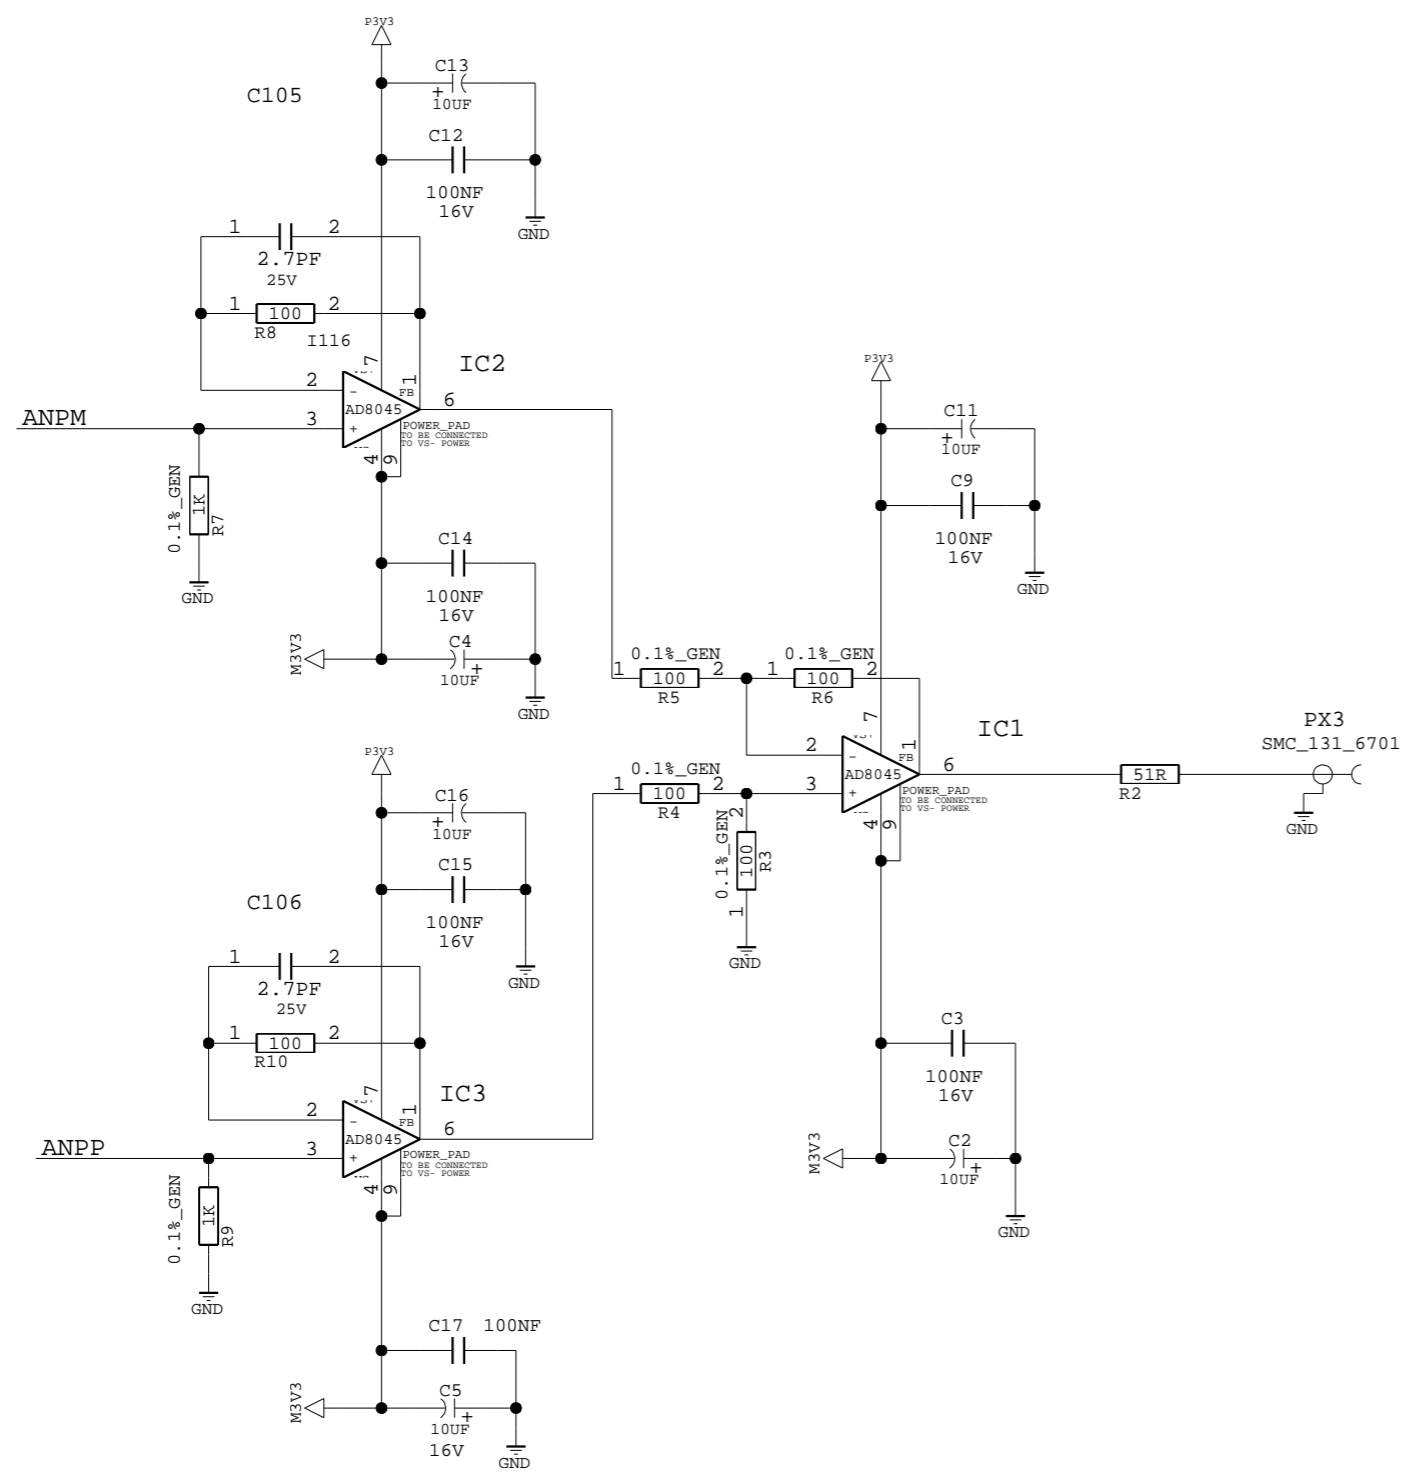 P3V3
C13
+
10UF
C105
C12
100NF
16V
GND
1 2
2.7PF
25V
1 100 2
R8
I116
7
IC2
2
-
1
FB
AD8045
6
ANPM
3
+
POWER_PAD
TO BE CONNECTED
TO VS- POWER
4
9
0.1%_GEN
1K
R7
GND
C14
100NF
16V
M3V3
C4
+
10UF
GND
P3V3
C11
+
10UF
C9
100NF
16V
GND
0.1%_GEN
1 100 2
R5
0.1%_GEN
1 100 2
R6
7
IC1
PX3
SMC_131_6701
2
-
1
FB
AD8045
6
51R
R2
GND
0.1%_GEN
1 100 2
R4
3
+
POWER_PAD
TO BE CONNECTED
TO VS- POWER
4
9
2
0.1%_GEN
100
R3
1
GND
C3
100NF
16V
M3V3
C2
+
10UF
GND
P3V3
C16
+
10UF
C15
100NF
16V
GND
C106
1 2
2.7PF
25V
1 100 2
R10
7
IC3
2
-
1
FB
AD8045
6
ANPP
3
+
POWER_PAD
TO BE CONNECTED
TO VS- POWER
4
9
0.1%_GEN
1K
R9
GND
C17 100NF
M3V3
C5
+
10UF
16V
GND